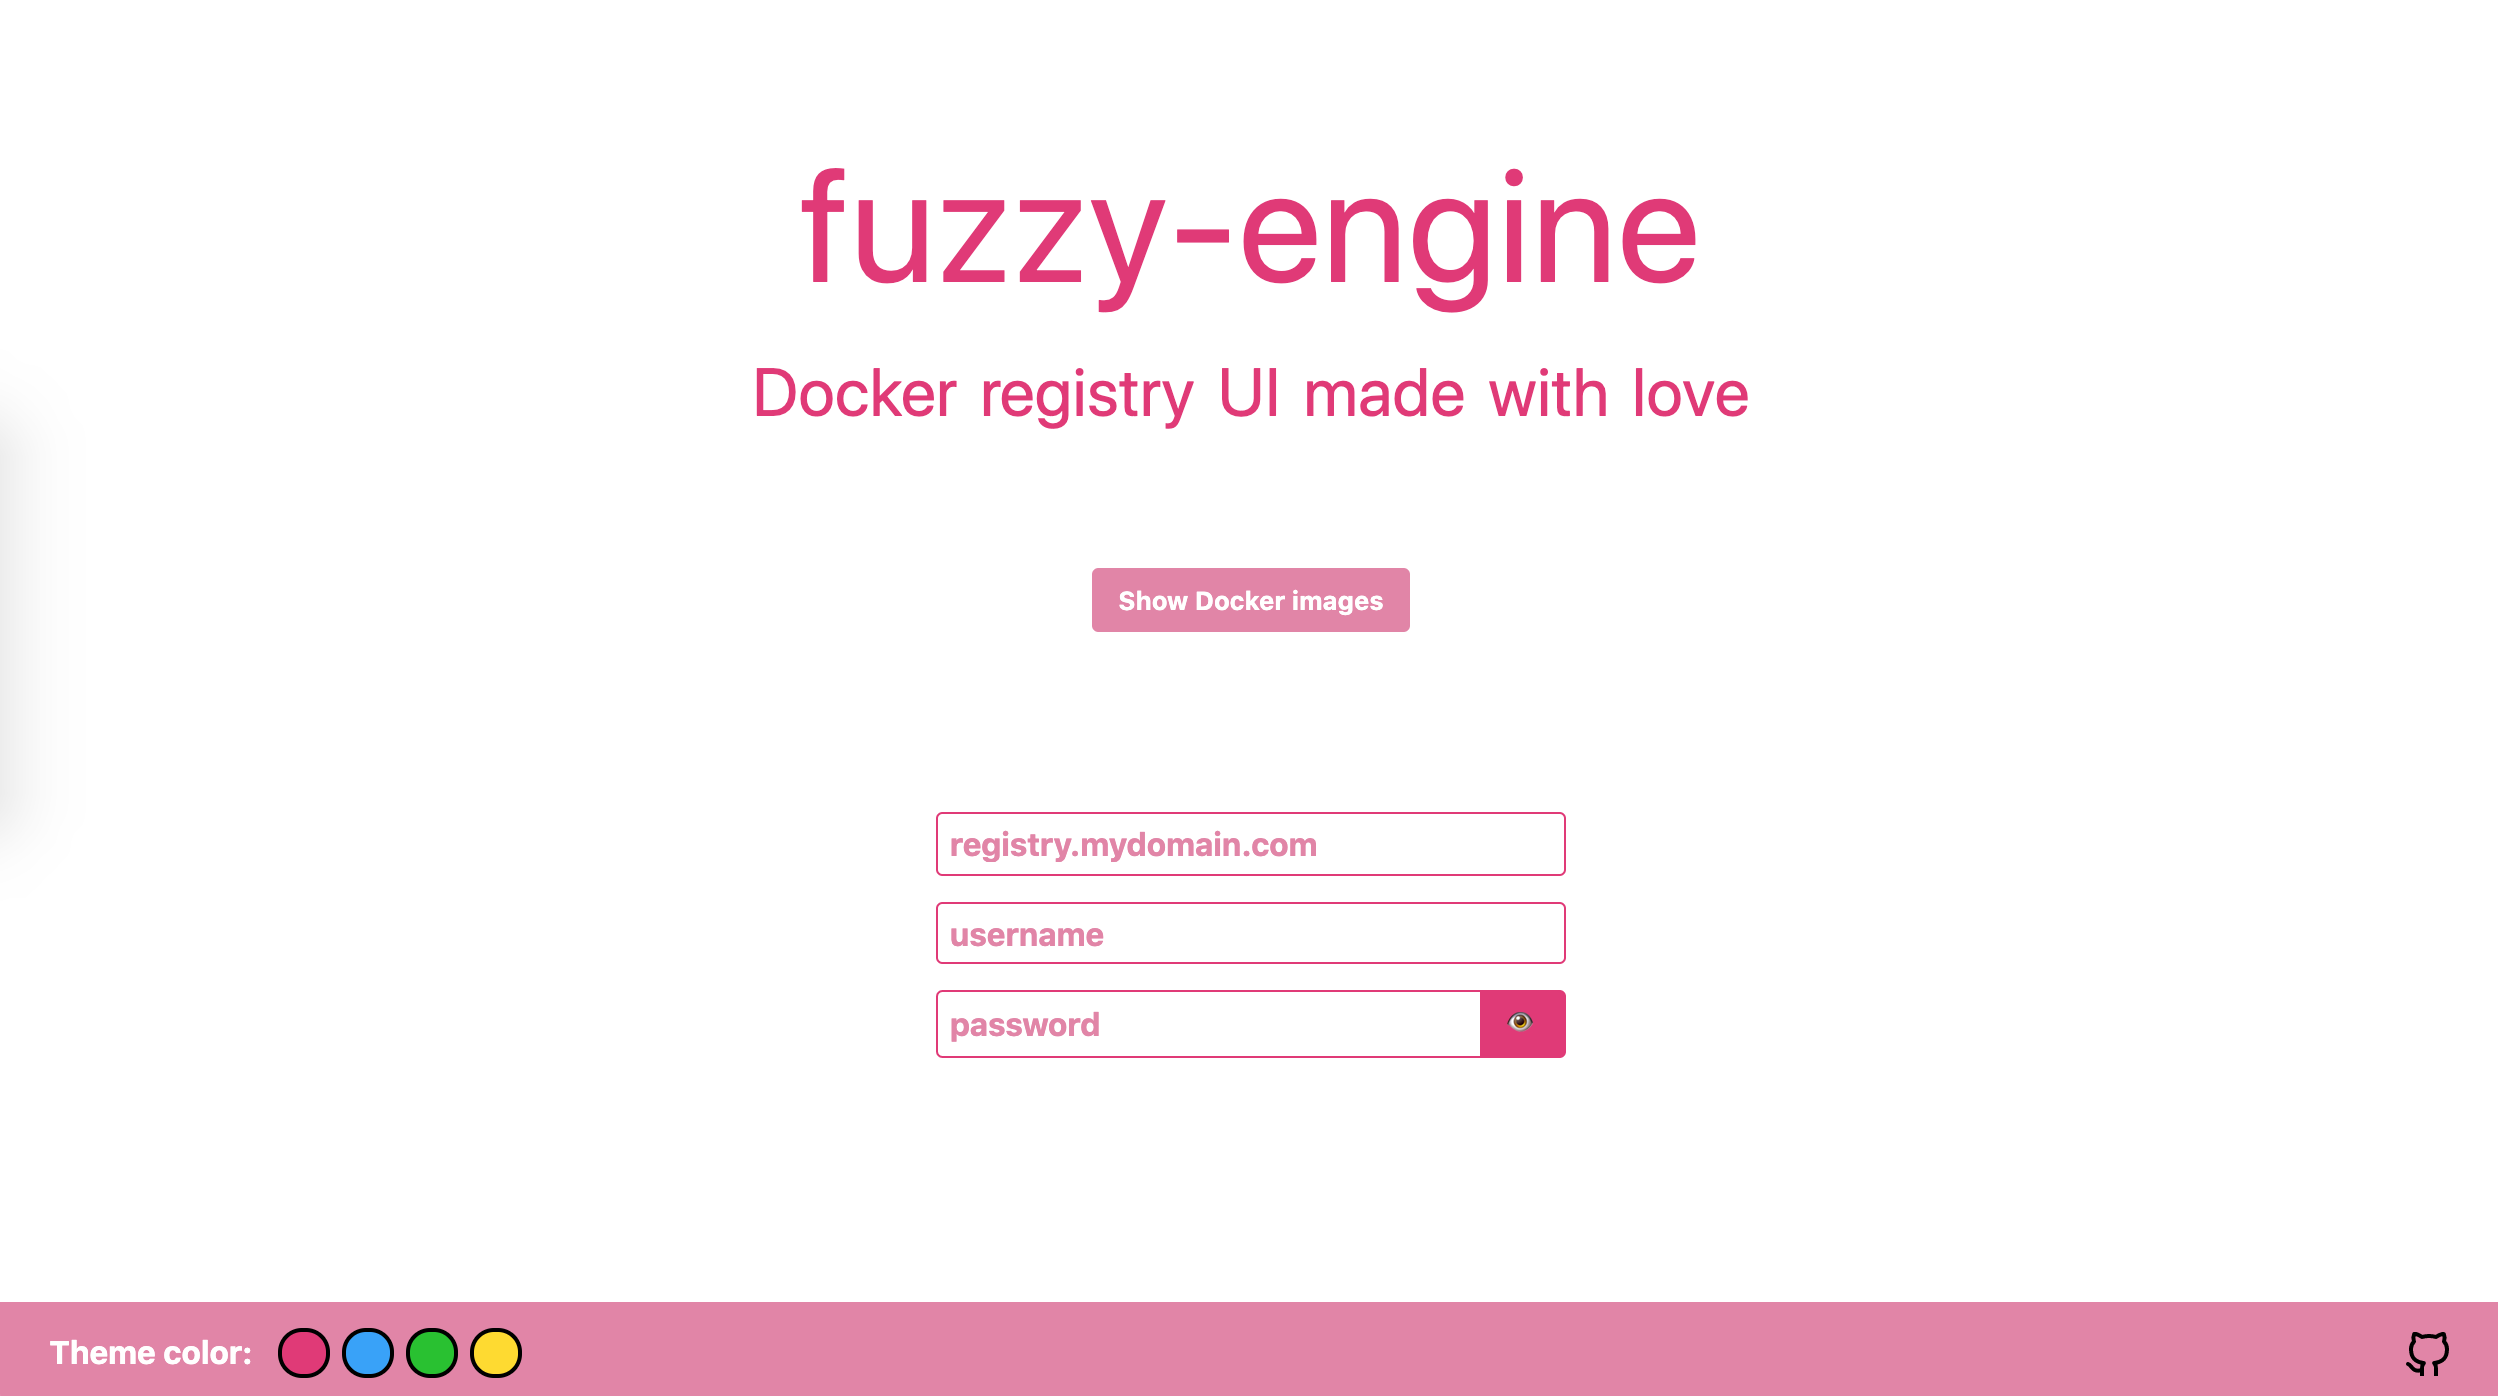 fuzzy-engine
Docker registry UI made with love
Show Docker images
registry.mydomain.com
username
password
Theme color: